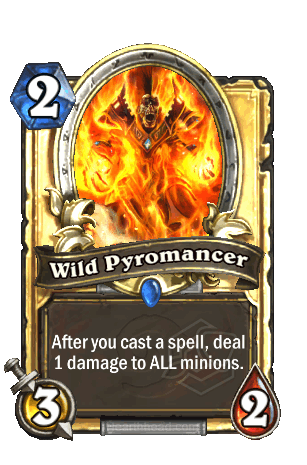 2
Wild Pyromancer
After you cast a spell, deal
1 damage to ALL minions.
3
2